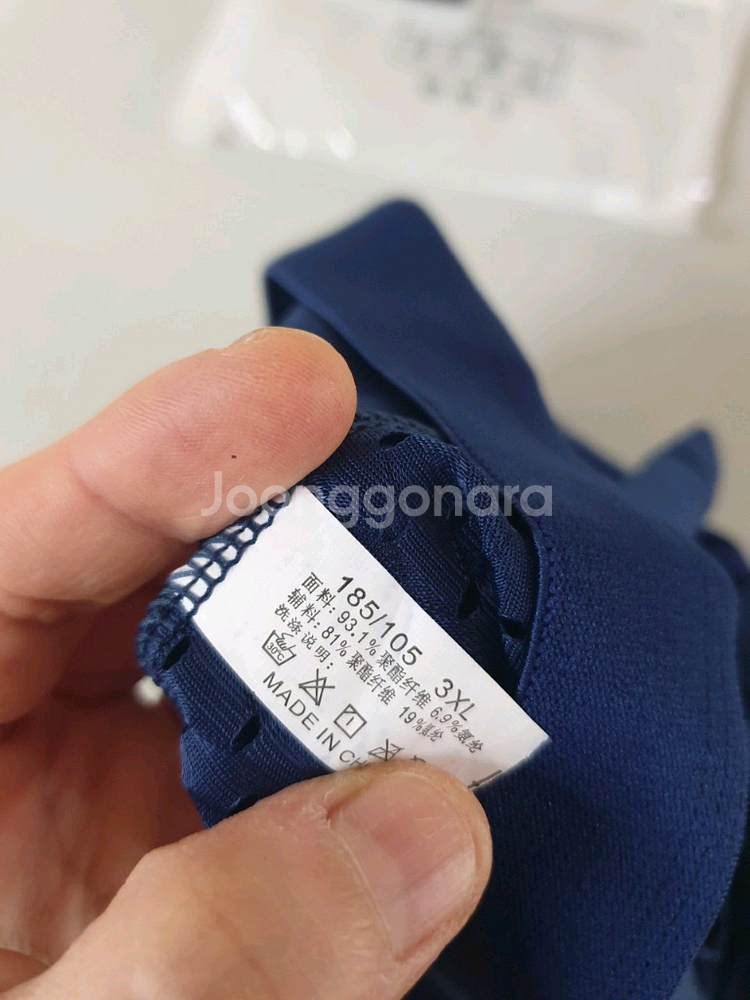 Joonggonara
185/105 3XL
面料: 93.1% 聚酯纤维 6.9%氨纶
辅料: 81% 聚酯纤维 19%氨纶
洗涤说明:
30℃
MADE IN CH